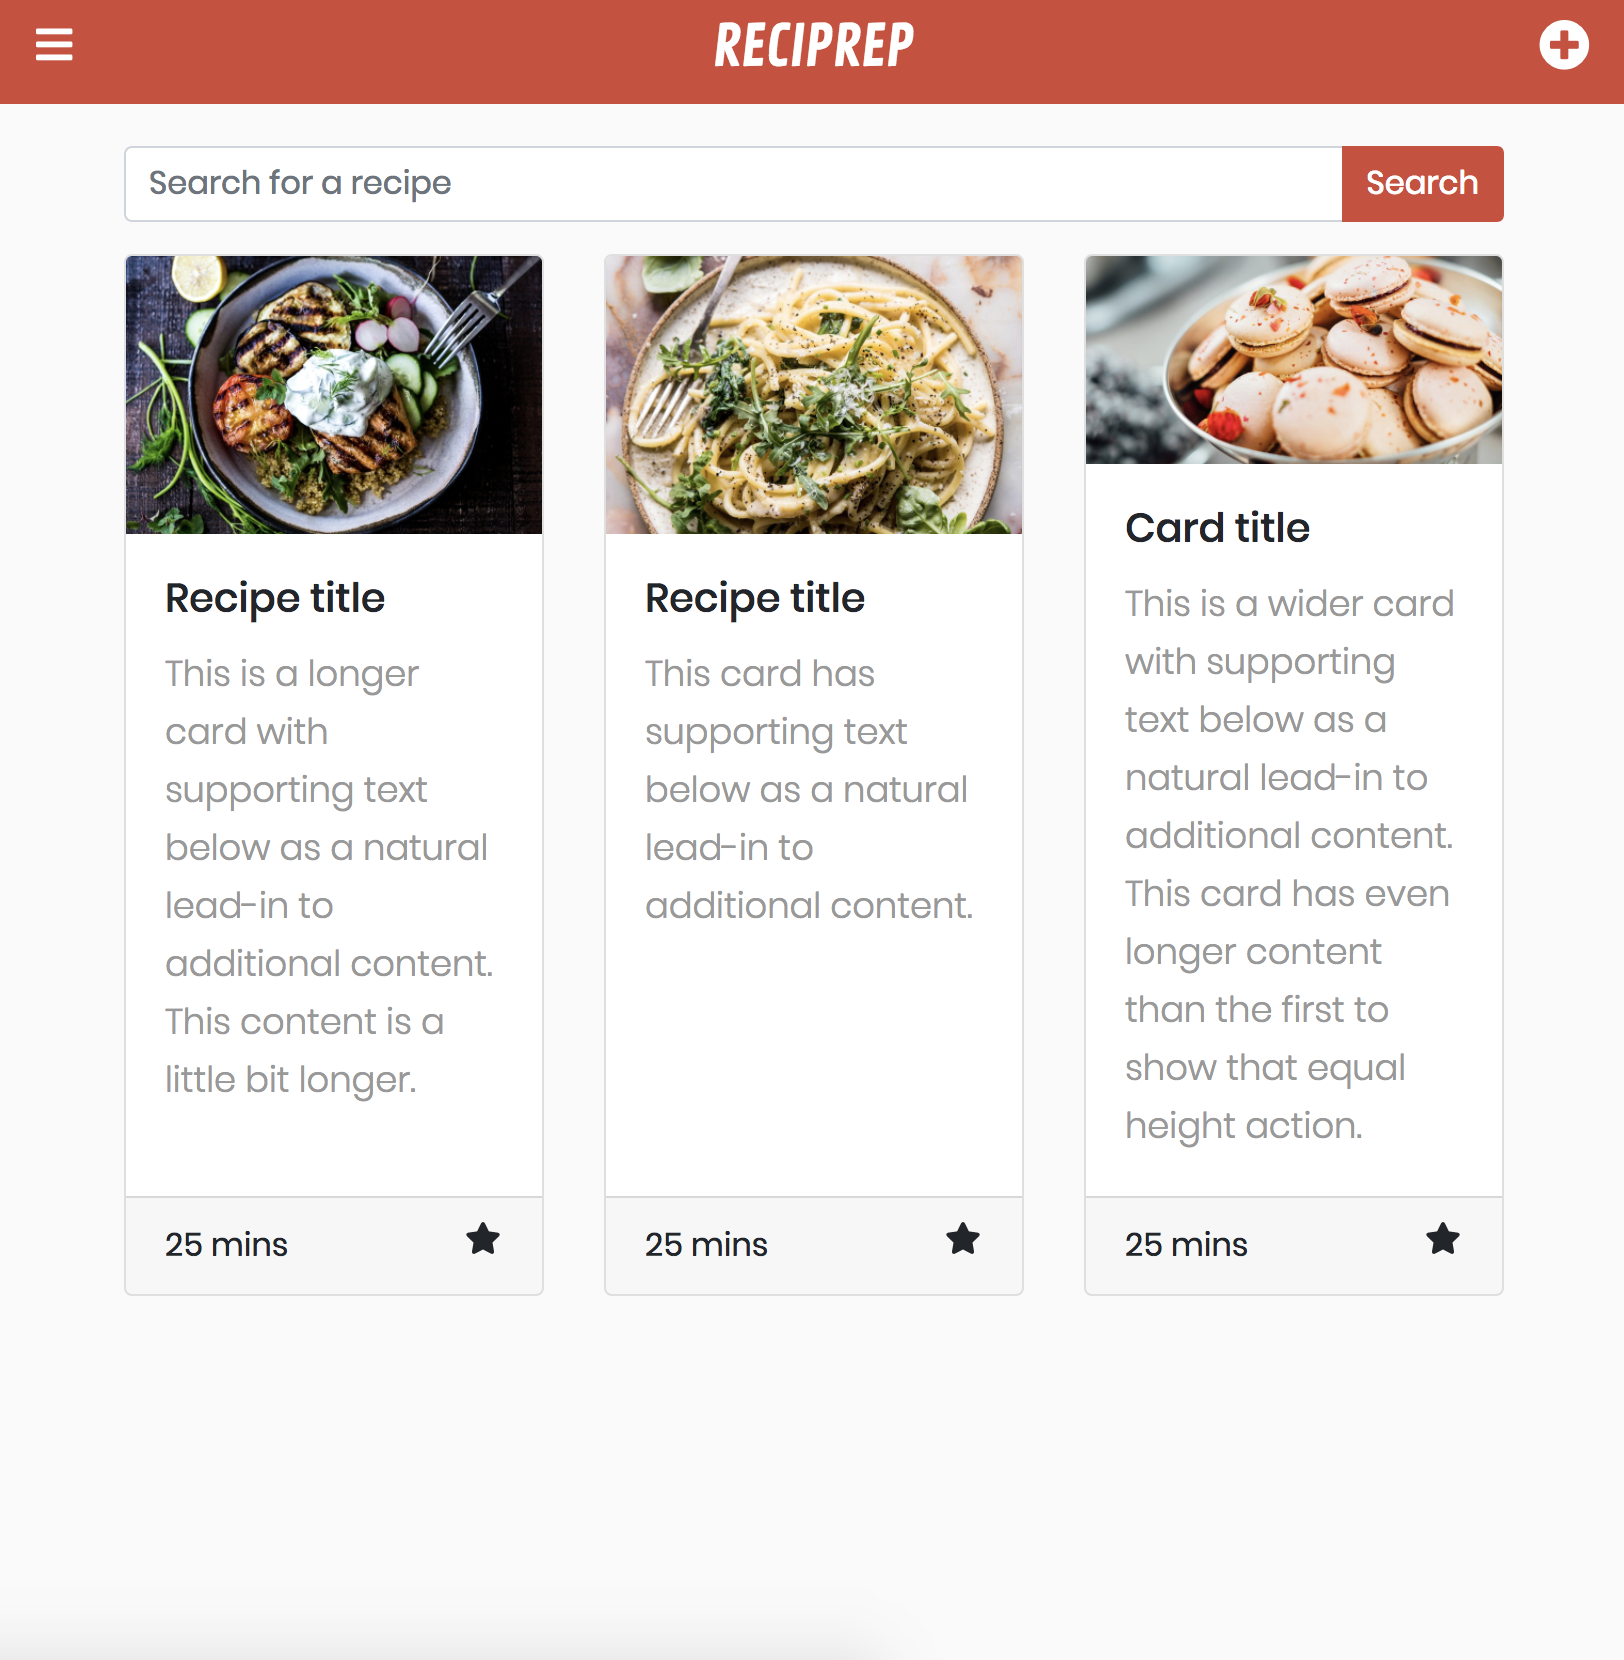 RECIPREP
Search for a recipe
Search
Recipe title
This is a longer
card with
supporting text
below as a natural
lead-in to
additional content.
This content is a
little bit longer.
25 mins
Recipe title
This card has
supporting text
below as a natural
lead-in to
additional content.
25 mins
Card title
This is a wider card
with supporting
text below as a
natural lead-in to
additional content.
This card has even
longer content
than the first to
show that equal
height action.
25 mins